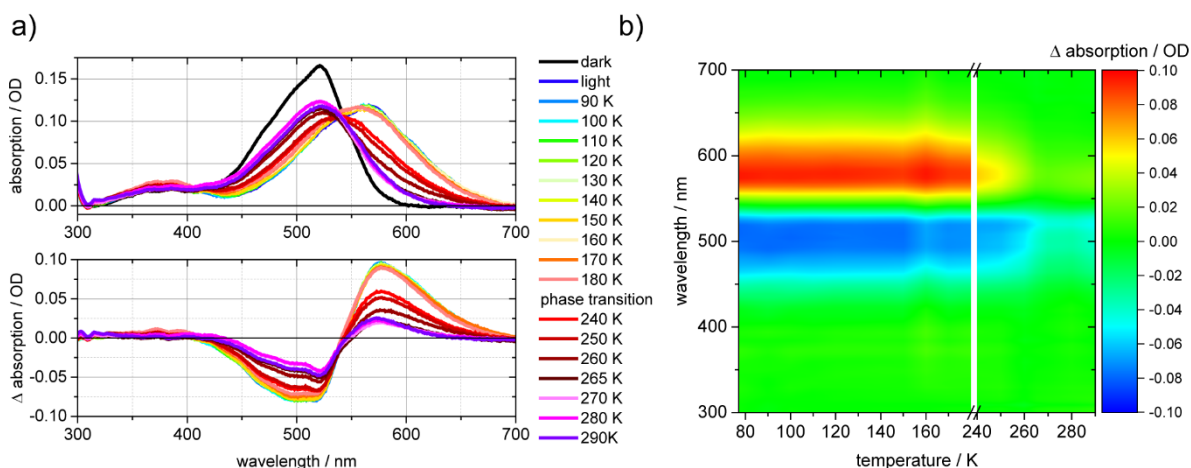 a)
absorption / OD
0.15
0.10
0.05
0.00
300
400
500
600
700
Δ absorption / OD
0.10
0.05
0.00
-0.05
-0.10
300
400
500
600
700
wavelength / nm
dark
light
90 K
100 K
110 K
120 K
130 K
140 K
150 K
160 K
170 K
180 K
phase transition
240 K
250 K
260 K
265 K
270 K
280 K
290K
b)
Δ absorption / OD
wavelength / nm
700
600
500
400
300
80
100
120
140
160
240
260
280
temperature / K
0.10
0.08
0.06
0.04
0.02
0.00
-0.02
-0.04
-0.06
-0.08
-0.10